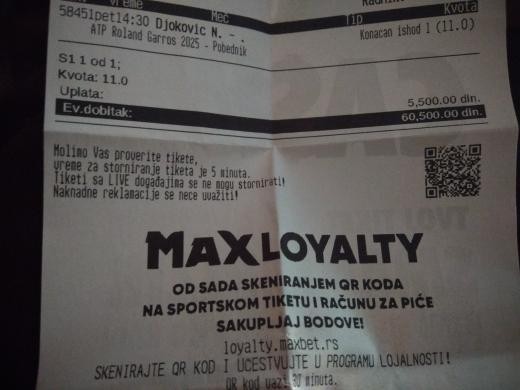 Vreme Mec Tip Kvota
58451pet14:30 Djokovic N. - . Konacan ishod 1 (11.0)
ATP Roland Garros 2025 - Pobednik
S1 1 od 1;
Kvota: 11.0
Uplata: 5,500.00 din.
Ev.dobitak: 60,500.00 din.
Molimo Vas proverite tikete,
vreme za storniranje tiketa je 5 minuta.
Tiketi sa LIVE dogadajima se ne mogu stornirati!
Naknadne reklamacije se nece uvažiti!
MAXLOYALTY
OD SADA SKENIRANJEM QR KODA
NA SPORTSKOM TIKETU I RAČUNU ZA PIĆE
SAKUPLJAJ BODOVE!
loyalty.maxbet.rs
SKENIRAJTE QR KOD I UCESTVUJTE U PROGRAMU LOJALNOSTI!
QR kod vazi 30 minuta.